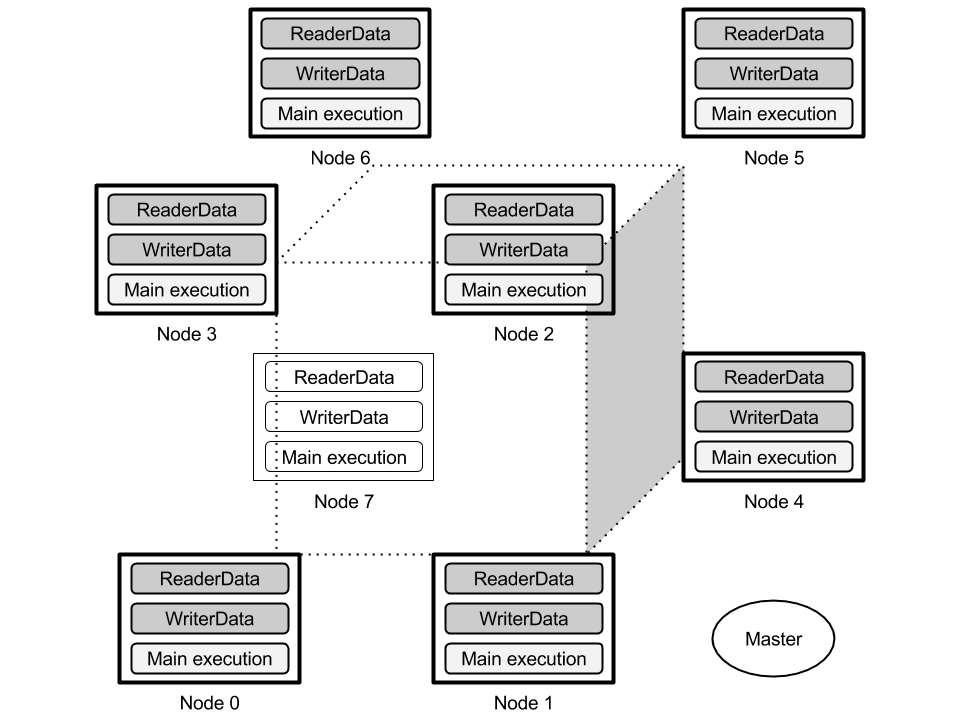 ReaderData
WriterData
Main execution
Node 6
ReaderData
WriterData
Main execution
Node 5
ReaderData
WriterData
Main execution
Node 3
ReaderData
WriterData
Main execution
Node 2
ReaderData
WriterData
Main execution
Node 7
ReaderData
WriterData
Main execution
Node 4
ReaderData
WriterData
Main execution
Node 0
ReaderData
WriterData
Main execution
Node 1
Master